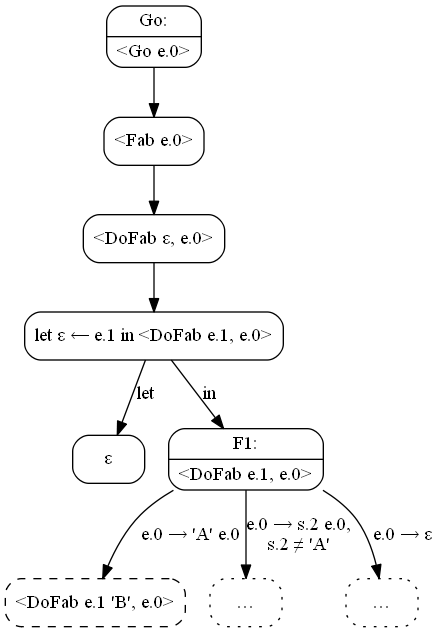 Go:
<Go e.0>
<Fab e.0>
<DoFab ε, e.0>
let ε ← e.1 in <DoFab e.1, e.0>
let
in
ε
F1:
<DoFab e.1, e.0>
e.0 → 'A' e.0
e.0 → s.2 e.0,
s.2 ≠ 'A'
e.0 → ε
<DoFab e.1 'B', e.0>
...
...